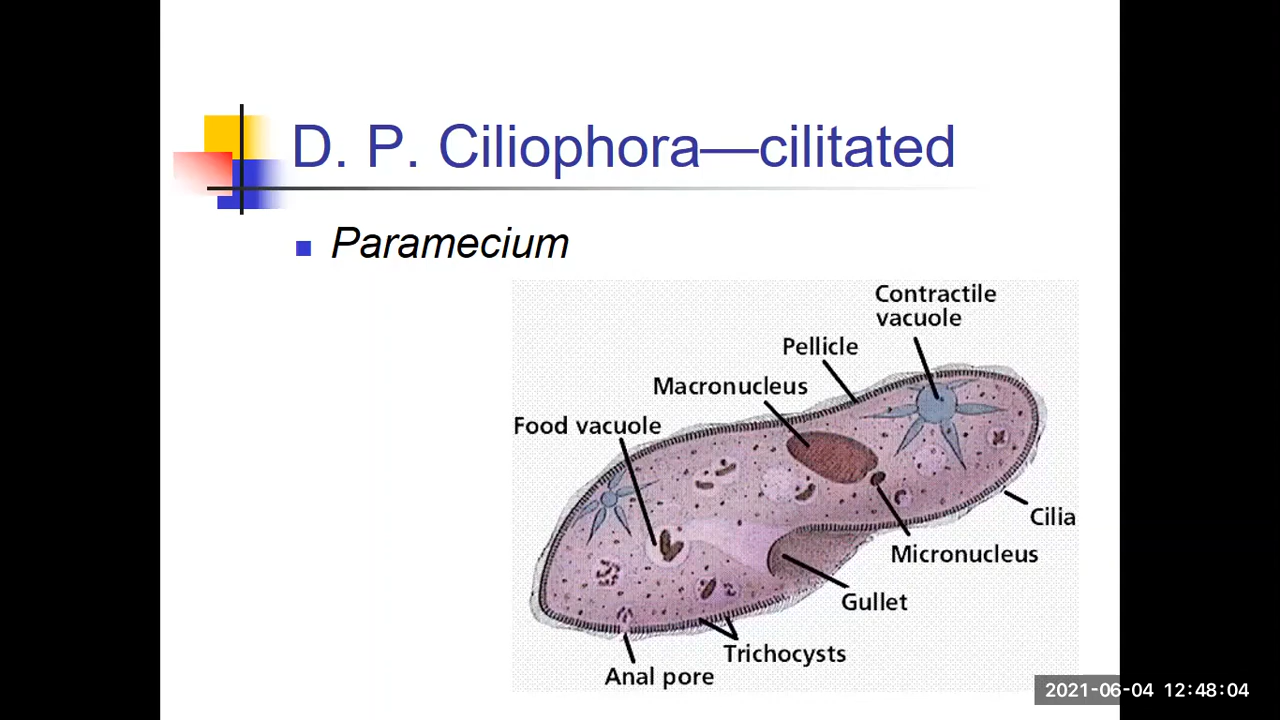 D. P. Ciliophora—cilitated
Paramecium
Contractile
vacuole
Pellicle
Macronucleus
Food vacuole
Cilia
Micronucleus
Gullet
Trichocysts
Anal pore
2021-06-04 12:48:04